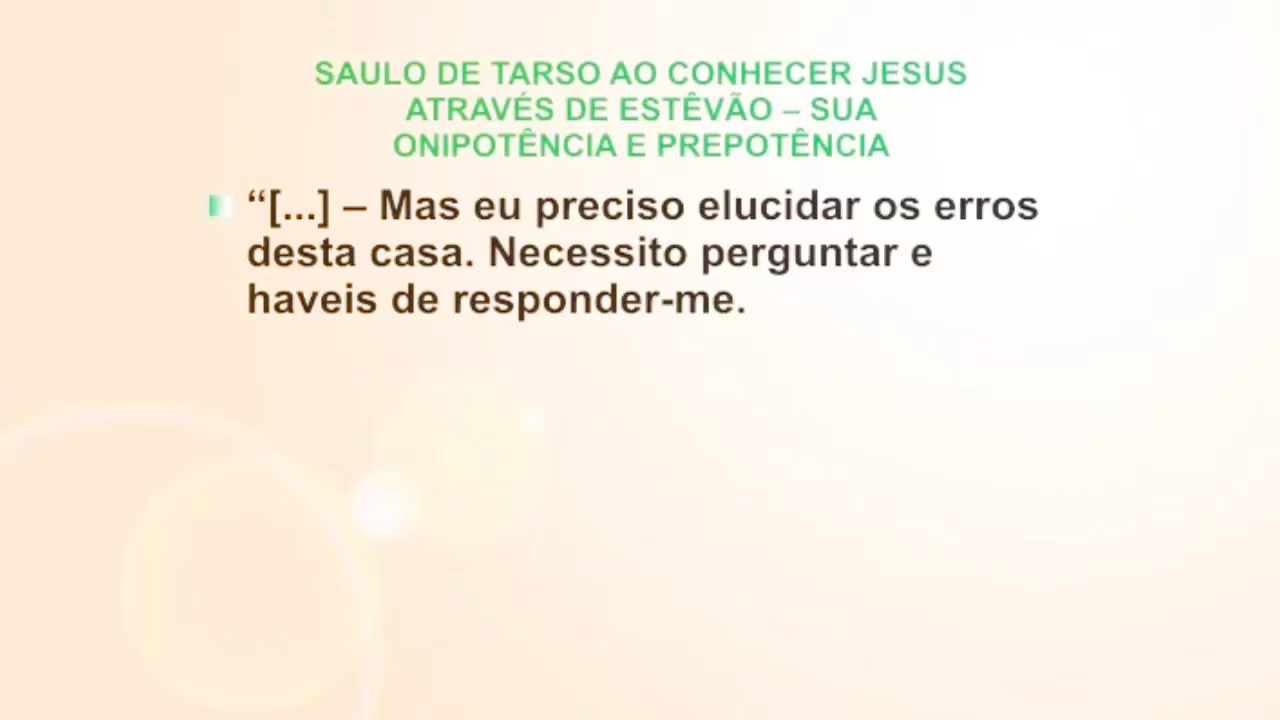 SAULO DE TARSO AO CONHECER JESUS
ATRAVÉS DE ESTÊVÃO – SUA
ONIPOTÊNCIA E PREPOTÊNCIA
“[...] – Mas eu preciso elucidar os erros
desta casa. Necessito perguntar e
haveis de responder-me.